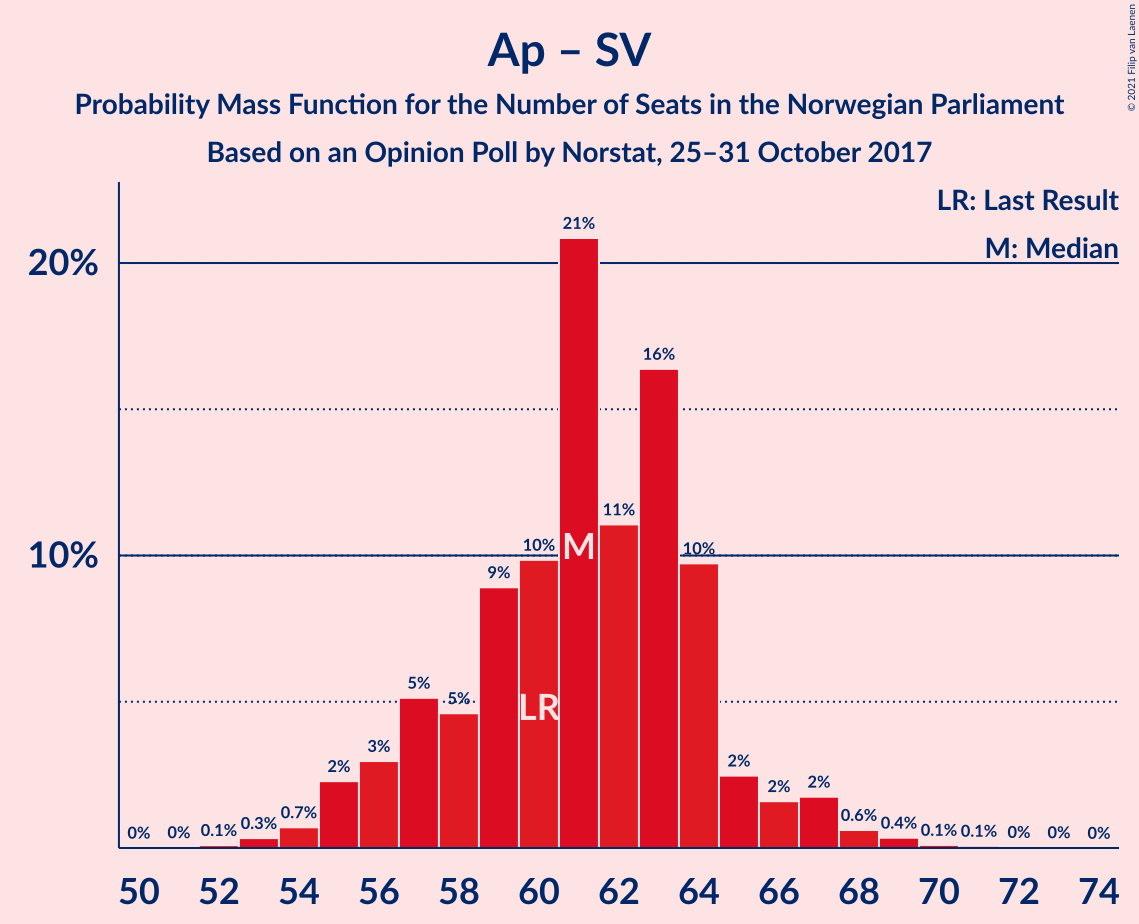 Ap – SV
Probability Mass Function for the Number of Seats in the Norwegian Parliament
Based on an Opinion Poll by Norstat, 25–31 October 2017
© 2021 Filip van Laenen
LR: Last Result
M: Median
20%
10%
0% 0% 0.1% 0.3% 0.7% 2% 3% 5% 5% 9% 10% 21% 11% 16% 10% 2% 2% 2% 0.6% 0.4% 0.1% 0.1% 0% 0% 0%
M
LR
50 52 54 56 58 60 62 64 66 68 70 72 74